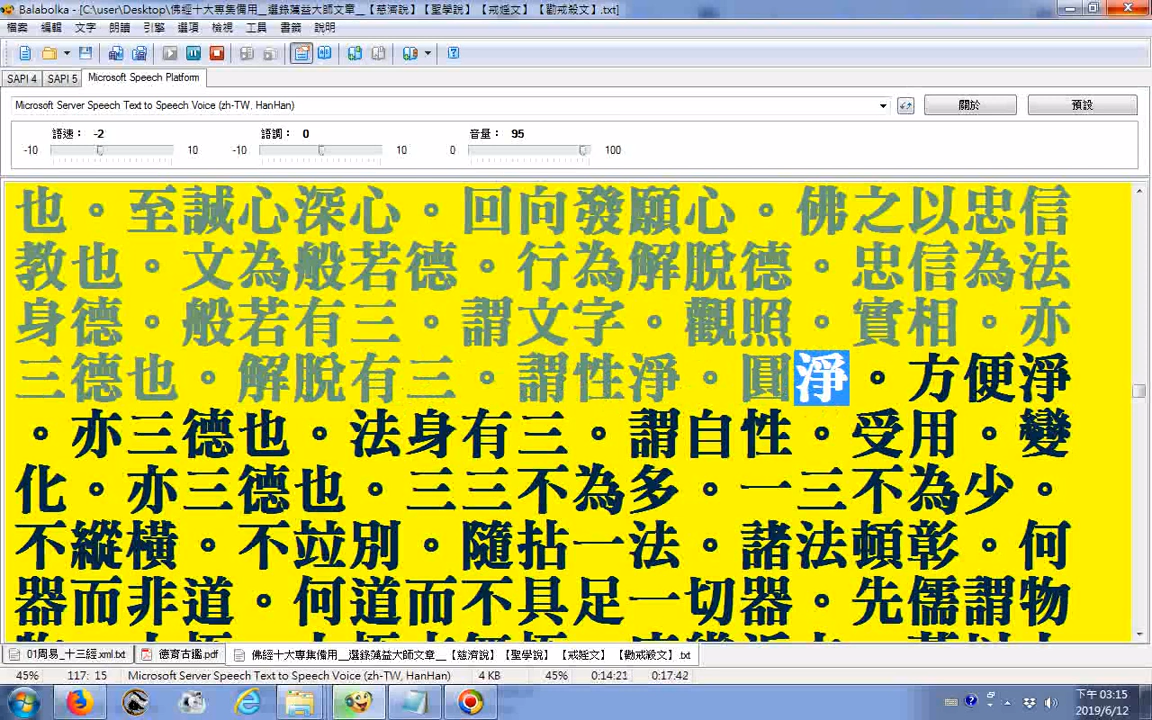 Balabolka - [C:\user\Desktop\佛經十大專集備用__選錄蕅益大師文章__【慈濟說】【聖學說】【戒婬文】【勸戒殺文】.txt]
檔案 編輯 文字 朗讀 引擎 選項 檢視 工具 書籤 說明
SAPI 4 SAPI 5 Microsoft Speech Platform
Microsoft Server Speech Text to Speech Voice (zh-TW, HanHan) 關於 預設
語速： -2 語調： 0 音量： 95
-10 10 -10 10 0 100
也。至誠心深心。回向發願心。佛之以忠信
教也。文為般若德。行為解脫德。忠信為法
身德。般若有三。謂文字。觀照。實相。亦
三德也。解脫有三。謂性淨。圓淨。方便淨
。亦三德也。法身有三。謂自性。受用。變
化。亦三德也。三三不為多。一三不為少。
不縱橫。不竝別。隨拈一法。諸法頓彰。何
器而非道。何道而不具足一切器。先儒謂物
01周易_十三經.xml.txt 德育古鑑.pdf 佛經十大專集備用__選錄蕅益大師文章__【慈濟說】【聖學說】【戒婬文】【勸戒殺文】.txt
45% 117: 15 Microsoft Server Speech Text to Speech Voice (zh-TW, HanHan) 4 KB 45% 0:14:21 0:17:42
下午 03:15
2019/6/12